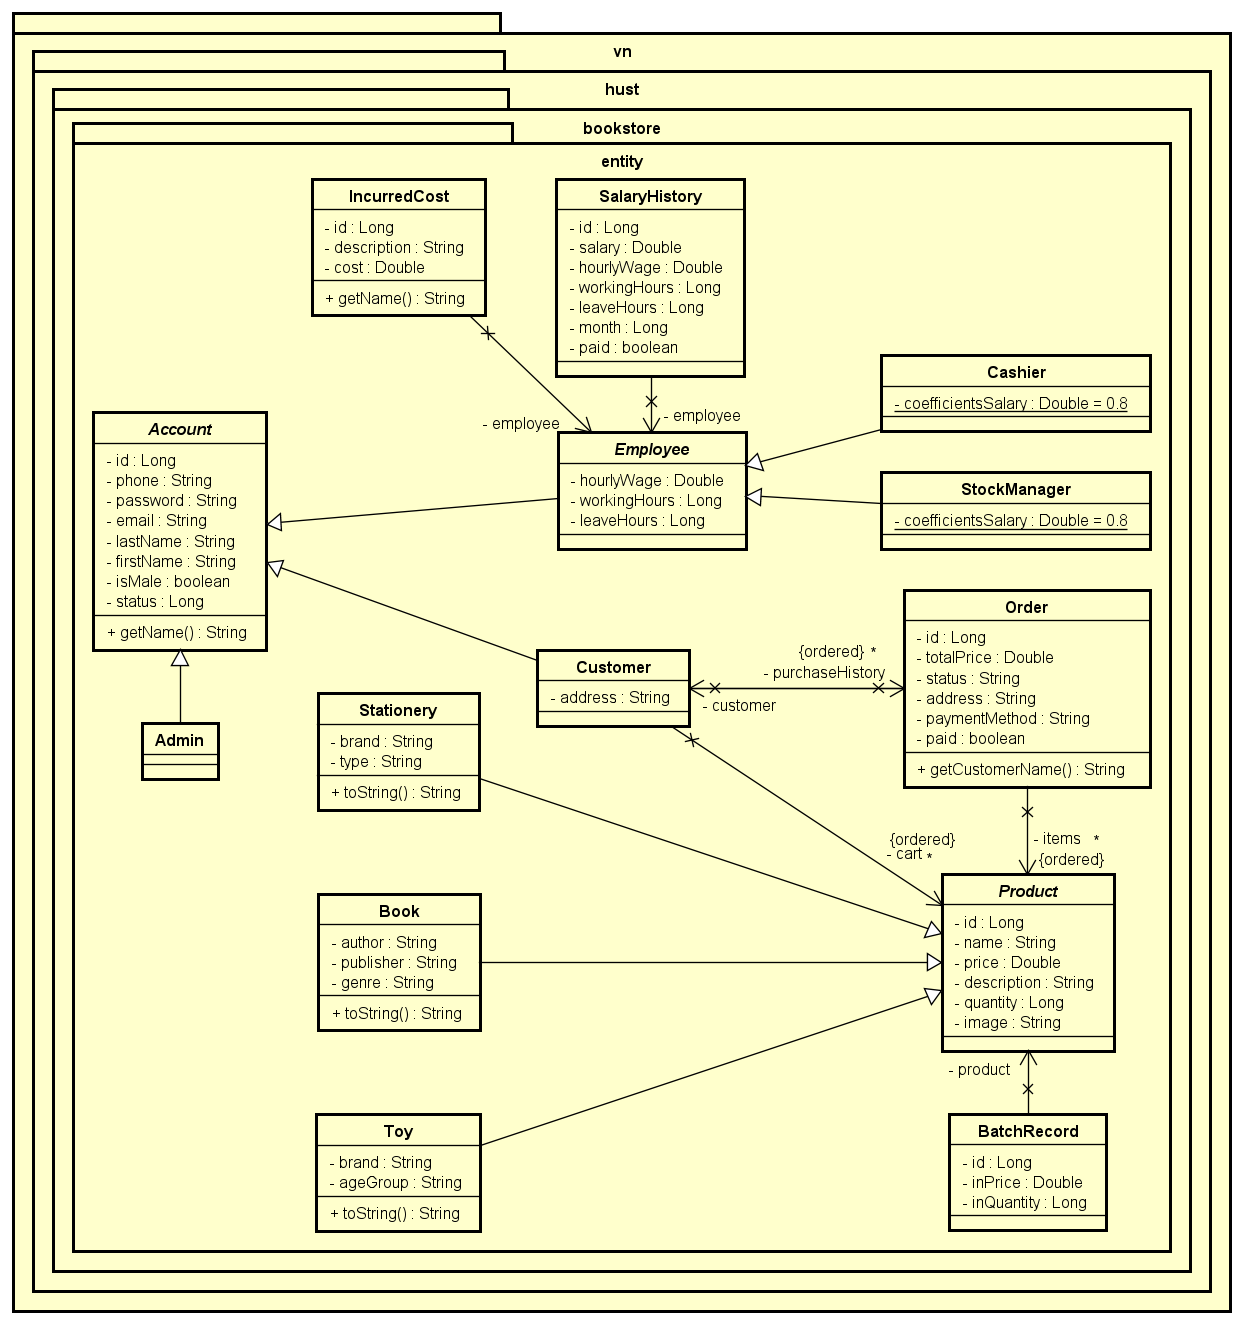 vn
hust
bookstore
entity
IncurredCost
- id : Long
- description : String
- cost : Double
+ getName() : String
SalaryHistory
- id : Long
- salary : Double
- hourlyWage : Double
- workingHours : Long
- leaveHours : Long
- month : Long
- paid : boolean
- employee
- employee
Cashier
- coefficientsSalary : Double = 0.8
Account
- id : Long
- phone : String
- password : String
- email : String
- lastName : String
- firstName : String
- isMale : boolean
- status : Long
+ getName() : String
Employee
- hourlyWage : Double
- workingHours : Long
- leaveHours : Long
StockManager
- coefficientsSalary : Double = 0.8
Order
- id : Long
- totalPrice : Double
- status : String
- address : String
- paymentMethod : String
- paid : boolean
+ getCustomerName() : String
Customer
- address : String
{ordered} *
- purchaseHistory
- customer
Admin
Stationery
- brand : String
- type : String
+ toString() : String
{ordered}
- cart *
- items *
{ordered}
Product
- id : Long
- name : String
- price : Double
- description : String
- quantity : Long
- image : String
Book
- author : String
- publisher : String
- genre : String
+ toString() : String
- product
Toy
- brand : String
- ageGroup : String
+ toString() : String
BatchRecord
- id : Long
- inPrice : Double
- inQuantity : Long